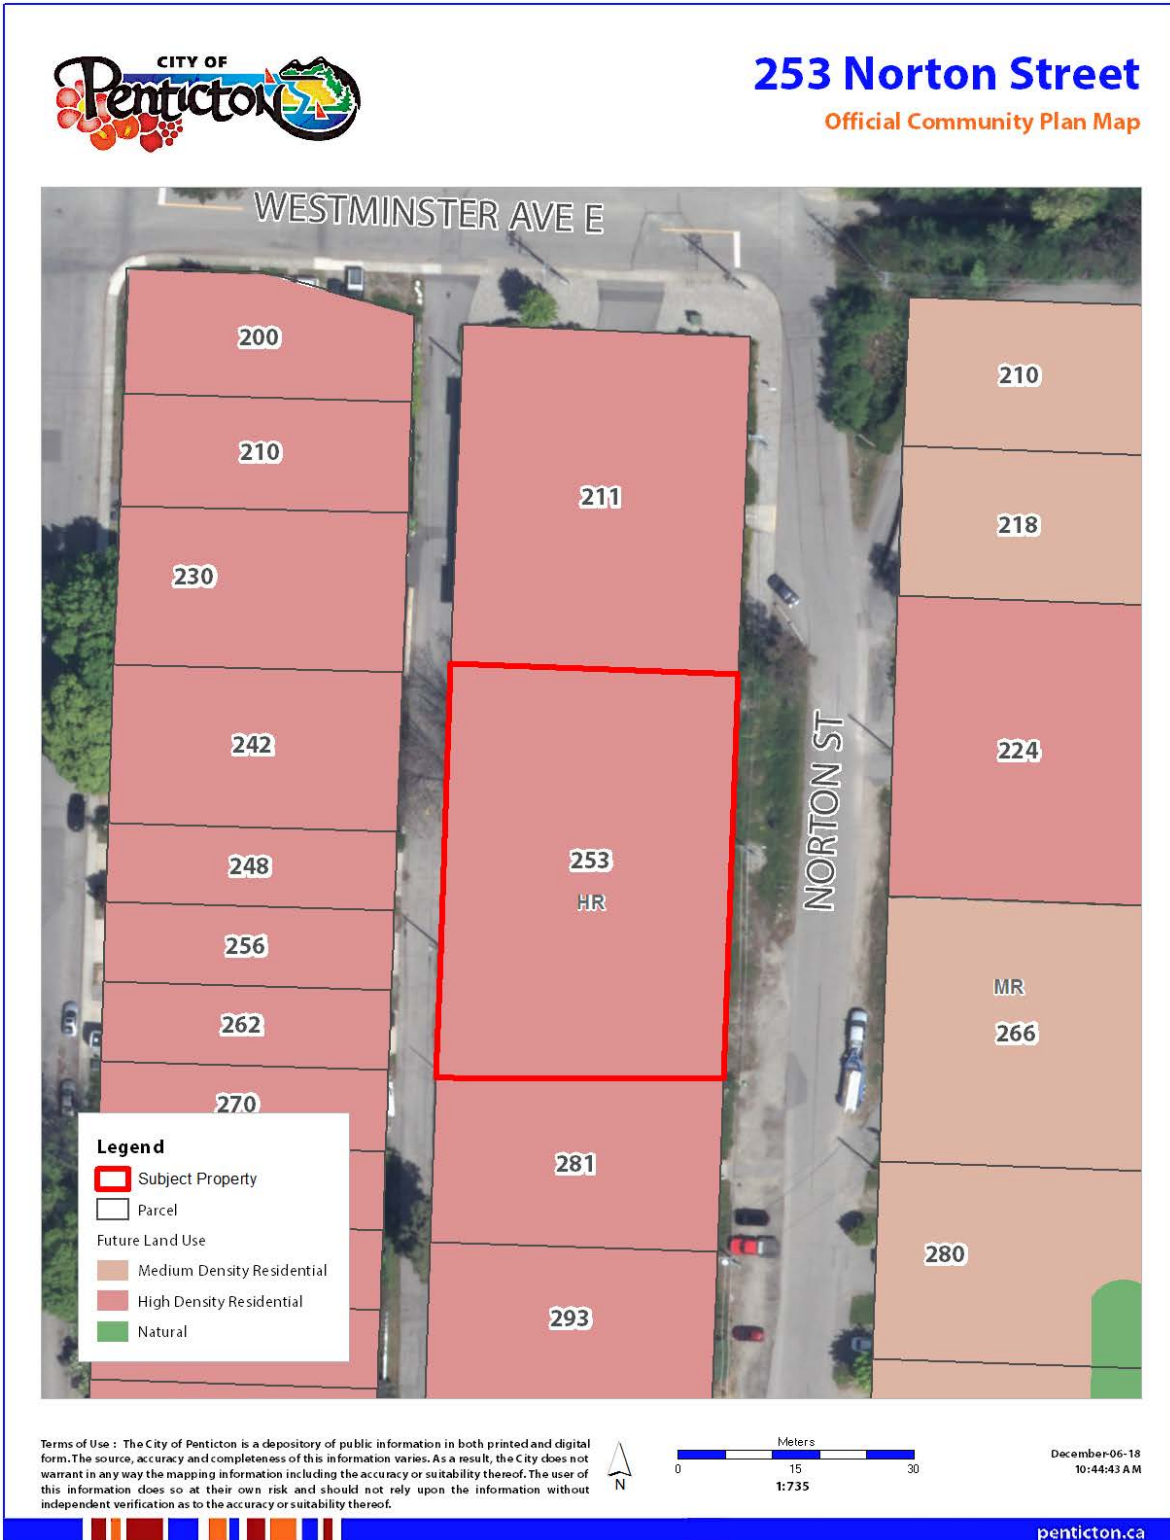 CITY OF
Penticton
253 Norton Street
Official Community Plan Map
WESTMINSTER AVE E
200
210
230
242
248
256
262
270
211
253
HR
281
293
NORTON ST
210
218
224
MR
266
280
Legend
Subject Property
Parcel
Future Land Use
Medium Density Residential
High Density Residential
Natural
Terms of Use : The City of Penticton is a depository of public information in both printed and digital
form. The source, accuracy and completeness of this information varies. As a result, the City does not
warrant in any way the mapping information including the accuracy or suitability thereof. The user of
this information does so at their own risk and should not rely upon the information without
independent verification as to the accuracy or suitability thereof.
N
Meters
0 15 30
1:735
December-06-18
10:44:43 AM
penticton.ca